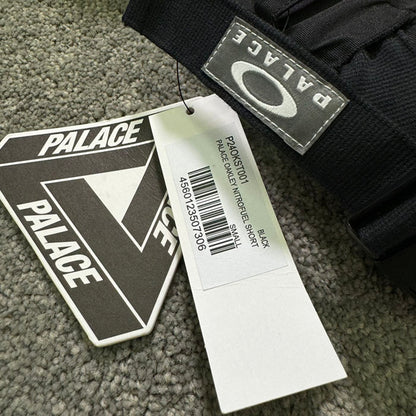 PALACE
PALACE
PALACE
PALACE
P24OKST001
PALACE OAKLEY NITROFUEL SHORT
BLACK
SMALL
4560123507306